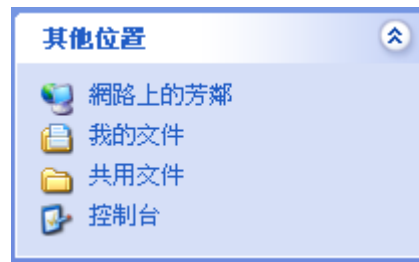 其他位置
網路上的芳鄰
我的文件
共用文件
控制台